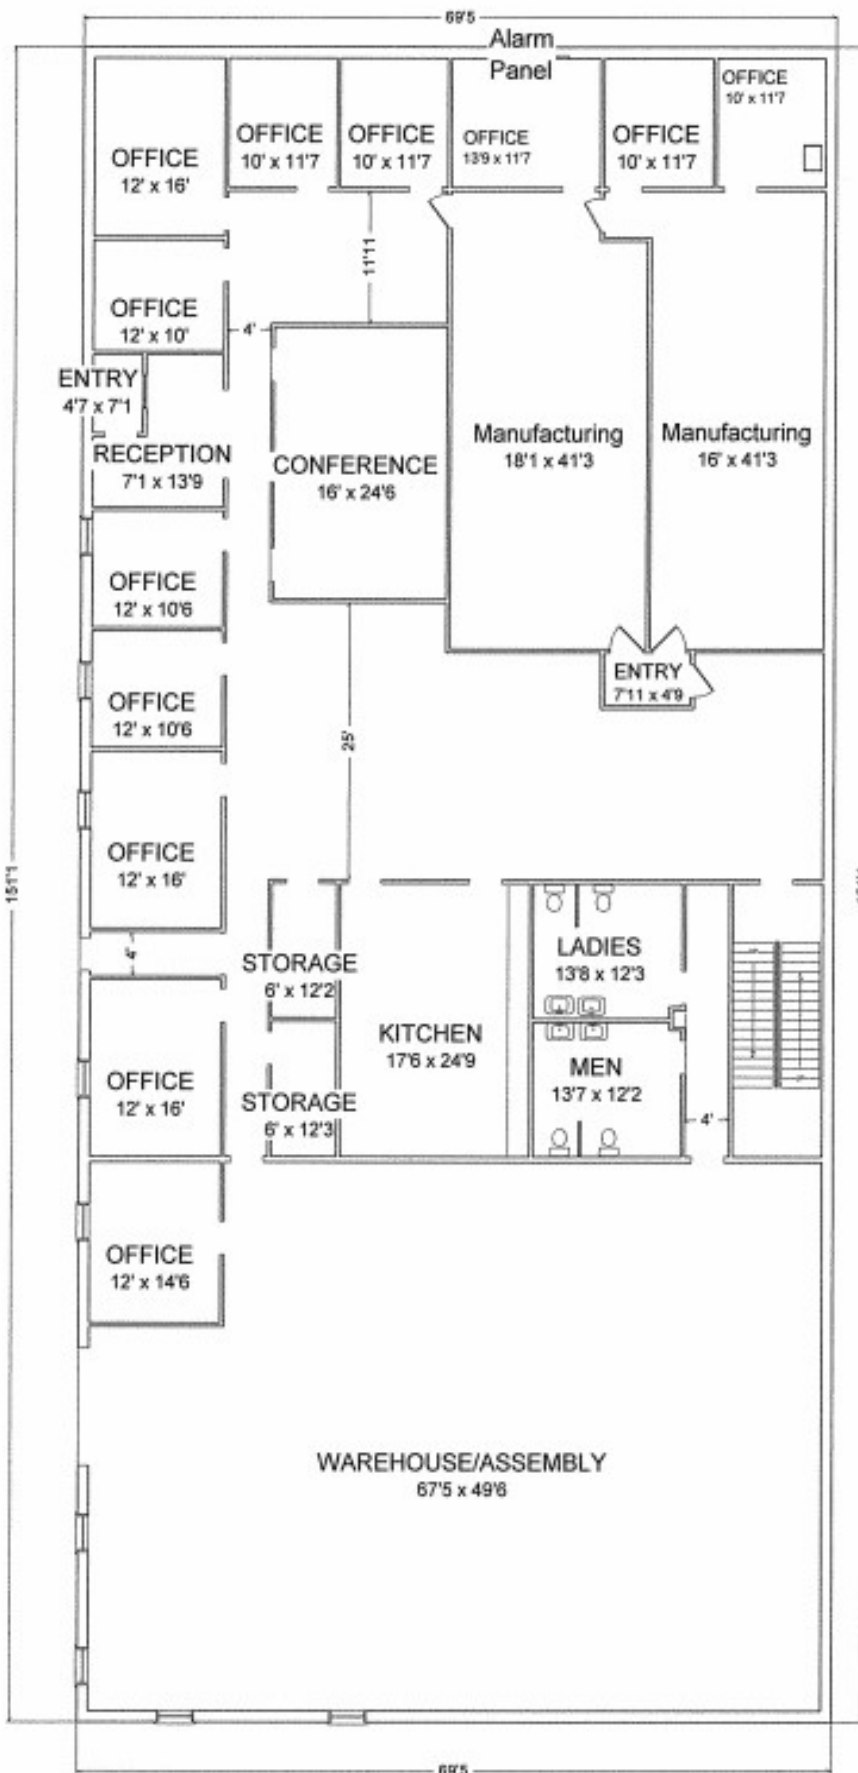 69'5
Alarm
Panel
OFFICE
12' x 16'
OFFICE
10' x 11'7
OFFICE
10' x 11'7
OFFICE
13'9 x 11'7
OFFICE
10' x 11'7
OFFICE
10' x 11'7
11'11
OFFICE
12' x 10'
4'
ENTRY
4'7 x 7'1
RECEPTION
7'1 x 13'9
CONFERENCE
16' x 24'6
Manufacturing
18'1 x 41'3
Manufacturing
16' x 41'3
OFFICE
12' x 10'6
OFFICE
12' x 10'6
ENTRY
7'11 x 4'9
25'
OFFICE
12' x 16'
151'1
4'
STORAGE
6' x 12'2
LADIES
13'8 x 12'3
KITCHEN
17'6 x 24'9
MEN
13'7 x 12'2
OFFICE
12' x 16'
STORAGE
6' x 12'3
4'
OFFICE
12' x 14'6
WAREHOUSE/ASSEMBLY
67'5 x 49'6
69'5